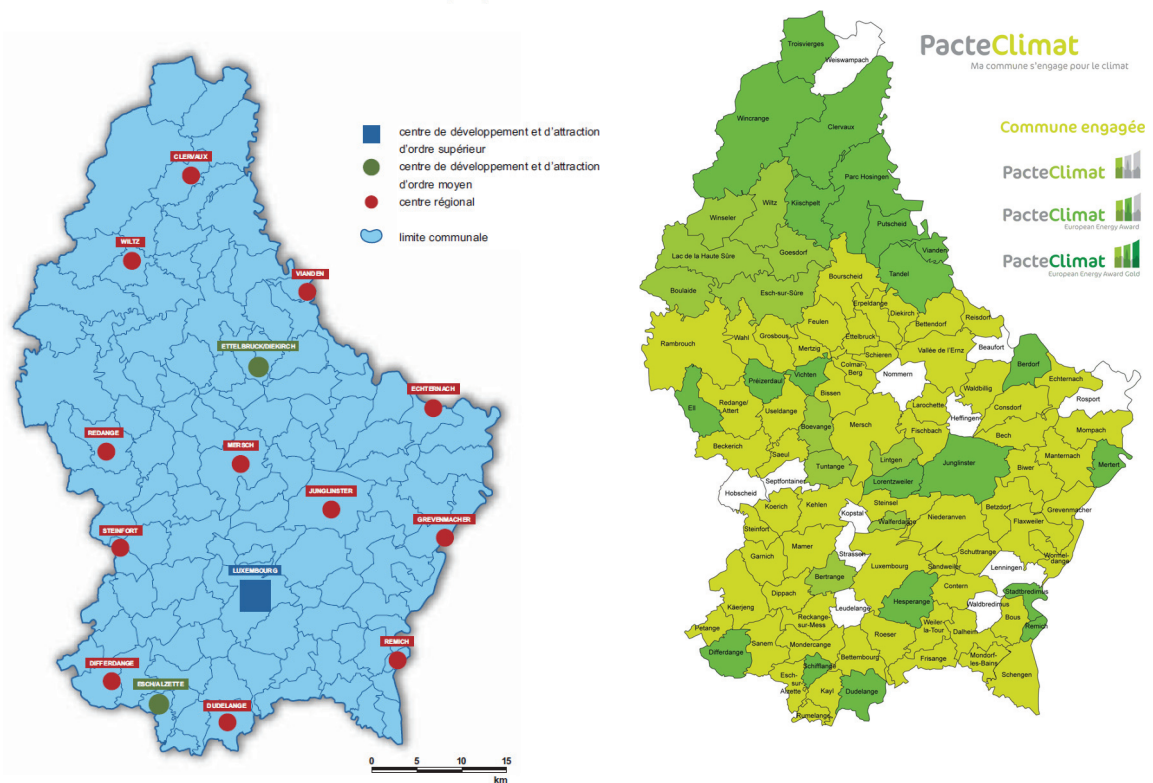 CLERVAUX
WILTZ
VIANDEN
ETTELBRUCK/DIEKIRCH
ECHTERNACH
REDANGE
MERSCH
JUNGLINSTER
GREVENMACHER
STEINFORT
LUXEMBOURG
REMICH
DIFFERDANGE
ESCH/ALZETTE
DUDELANGE
centre de développement et d'attraction
d'ordre supérieur
centre de développement et d'attraction
d'ordre moyen
centre régional
limite communale
0 5 10 15
km
PacteClimat
Ma commune s'engage pour le climat
Commune engagée
PacteClimat
PacteClimat
European Energy Award
PacteClimat
European Energy Award Gold
Troisvierges
Weiswampach
Wincrange
Clervaux
Parc Hosingen
Wiltz
Kiischpelt
Winseler
Putscheid
Vianden
Lac de la Haute Sûre
Goesdorf
Tandel
Bourscheid
Boulaide
Esch-sur-Sûre
Erpeldange
Diekirch
Reisdorf
Bettendorf
Feulen
Rambrouch
Wahl
Grosbous
Ettelbruck
Mertzig
Schieren
Vallée de l'Ernz
Beaufort
Berdorf
Colmar-
Berg
Nommern
Echternach
Préizerdaul
Vichten
Waldbillig
Rosport
Bissen
Ell
Redange/
Attert
Useldange
Larochette
Heffingen
Consdorf
Boevange
Mersch
Fischbach
Mompach
Bech
Beckerich
Saeul
Lintgen
Junglinster
Manternach
Tuntange
Biwer
Mertert
Septfontaines
Lorentzweiler
Hobscheid
Koerich
Kehlen
Steinsel
Kopstal
Niederanven
Betzdorf
Grevenmacher
Flaxweiler
Steinfort
Walferdange
Wormel-
dange
Garnich
Mamer
Strassen
Schuttrange
Luxembourg
Sandweiler
Lenningen
Bertrange
Contern
Stadtbredimus
Dippach
Hesperange
Waldbredimus
Käerjeng
Leudelange
Bous
Remich
Reckange-
sur-Mess
Weiler-
la-Tour
Petange
Roeser
Dalheim
Sanem
Mondercange
Differdange
Bettembourg
Frisange
Mondorf-
les-Bains
Schifflange
Schengen
Esch-
sur-
Alzette
Kayl
Dudelange
Rumelange